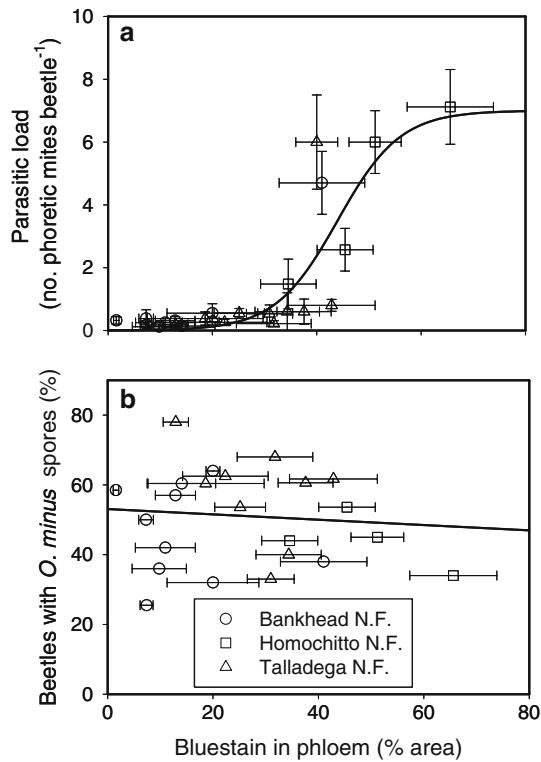 a
10
8
6
4
2
0
Parasitic load
(no. phoretic mites beetle⁻¹)
b
80
60
40
20
0
Beetles with O. minus spores (%)
Bankhead N.F.
Homochitto N.F.
Talladega N.F.
0 20 40 60 80
Bluestain in phloem (% area)